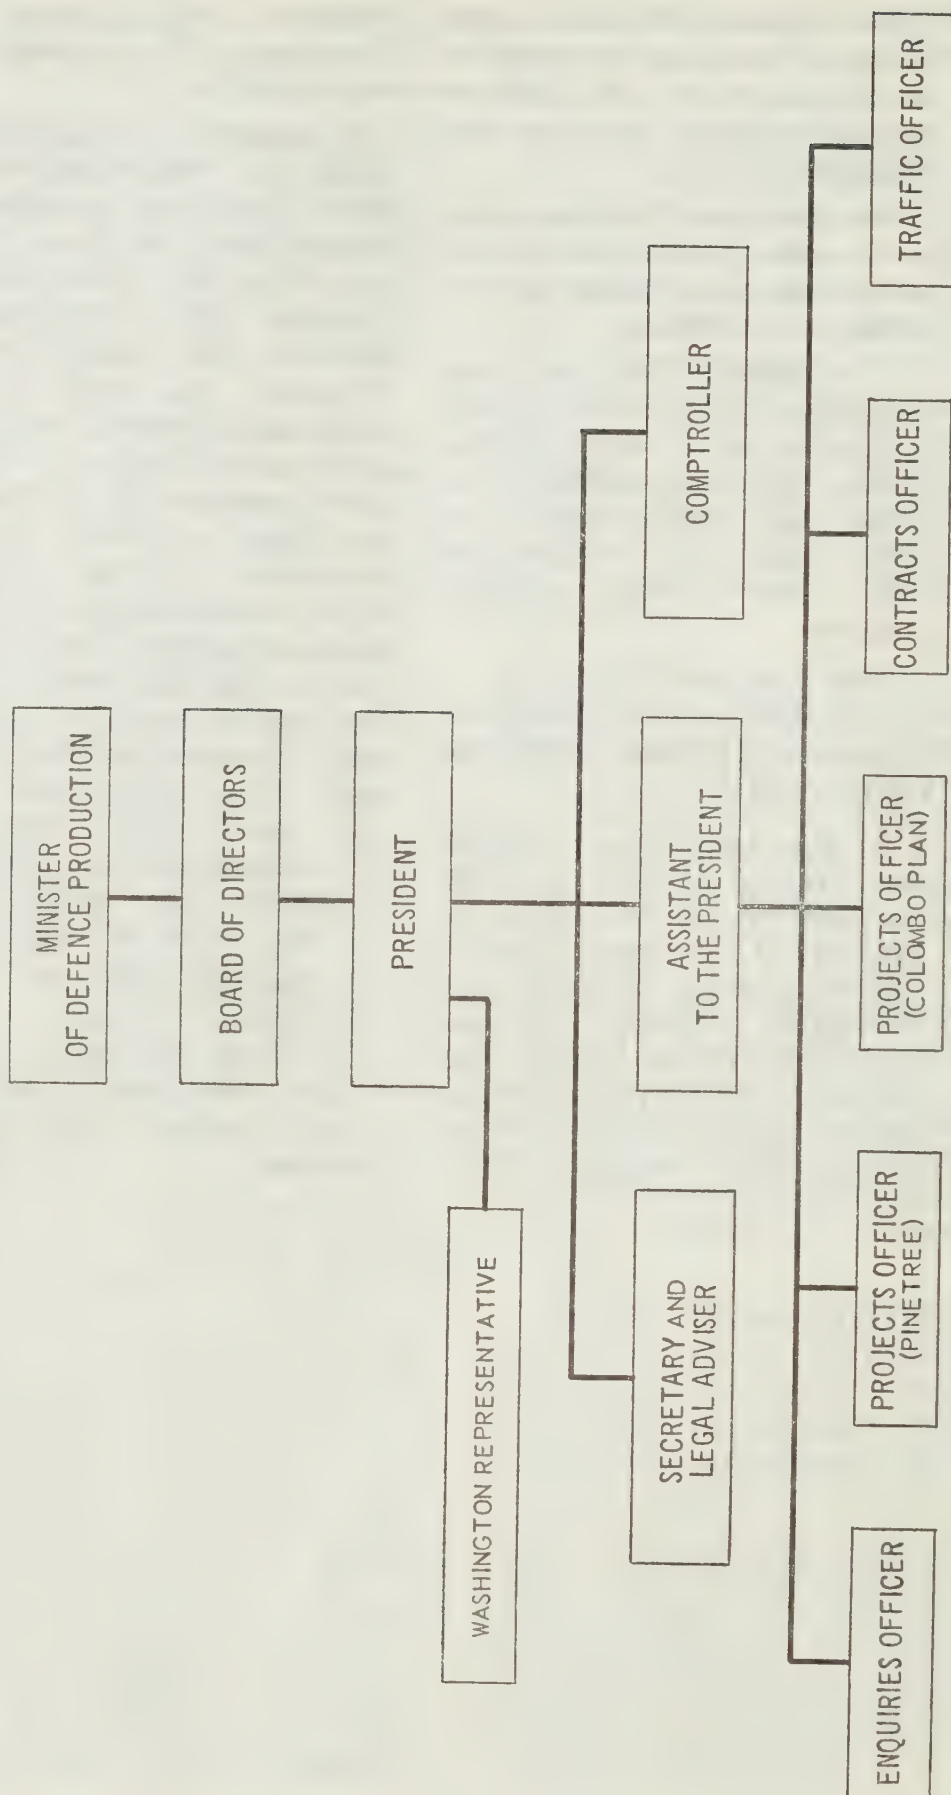 MINISTER
OF DEFENCE PRODUCTION
BOARD OF DIRECTORS
PRESIDENT
WASHINGTON REPRESENTATIVE
SECRETARY AND
LEGAL ADVISER
ASSISTANT
TO THE PRESIDENT
COMPTROLLER
ENQUIRIES OFFICER
PROJECTS OFFICER
(PINETREE)
PROJECTS OFFICER
(COLOMBO PLAN)
CONTRACTS OFFICER
TRAFFIC OFFICER